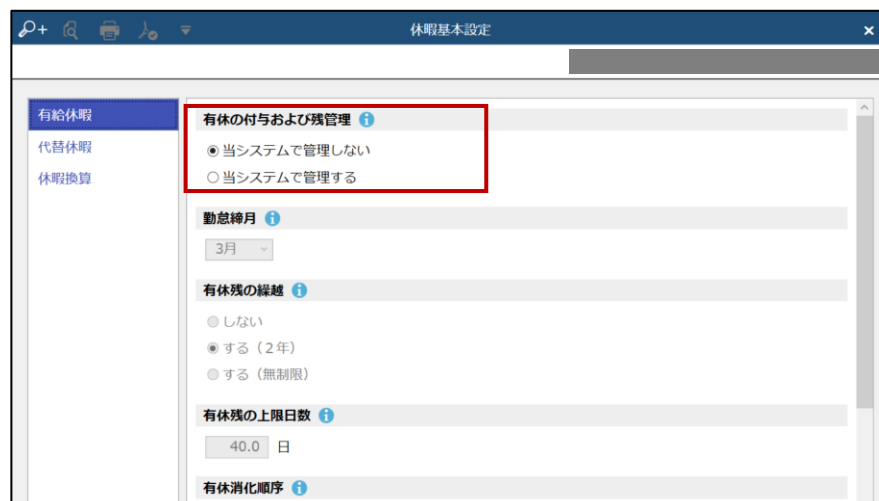 休暇基本設定
有給休暇
代替休暇
休暇換算
有休の付与および残管理
当システムで管理しない
当システムで管理する
勤怠締月
3月
有休残の繰越
しない
する（２年）
する（無制限）
有休残の上限日数
40.0 日
有休消化順序